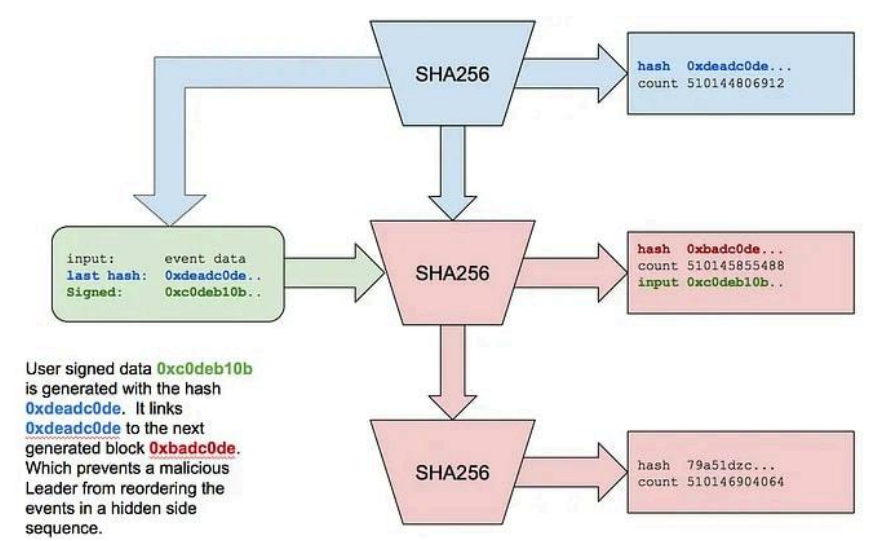 SHA256
hash 0xdeadc0de...
count 510144806912
input: event data
last hash: 0xdeadc0de..
Signed: 0xc0deb10b..
SHA256
hash 0xbadc0de...
count 510145855488
input 0xc0deb10b..
User signed data 0xc0deb10b
is generated with the hash
0xdeadc0de. It links
0xdeadc0de to the next
generated block 0xbadc0de.
Which prevents a malicious
Leader from reordering the
events in a hidden side
sequence.
SHA256
hash 79a51dzc...
count 510146904064